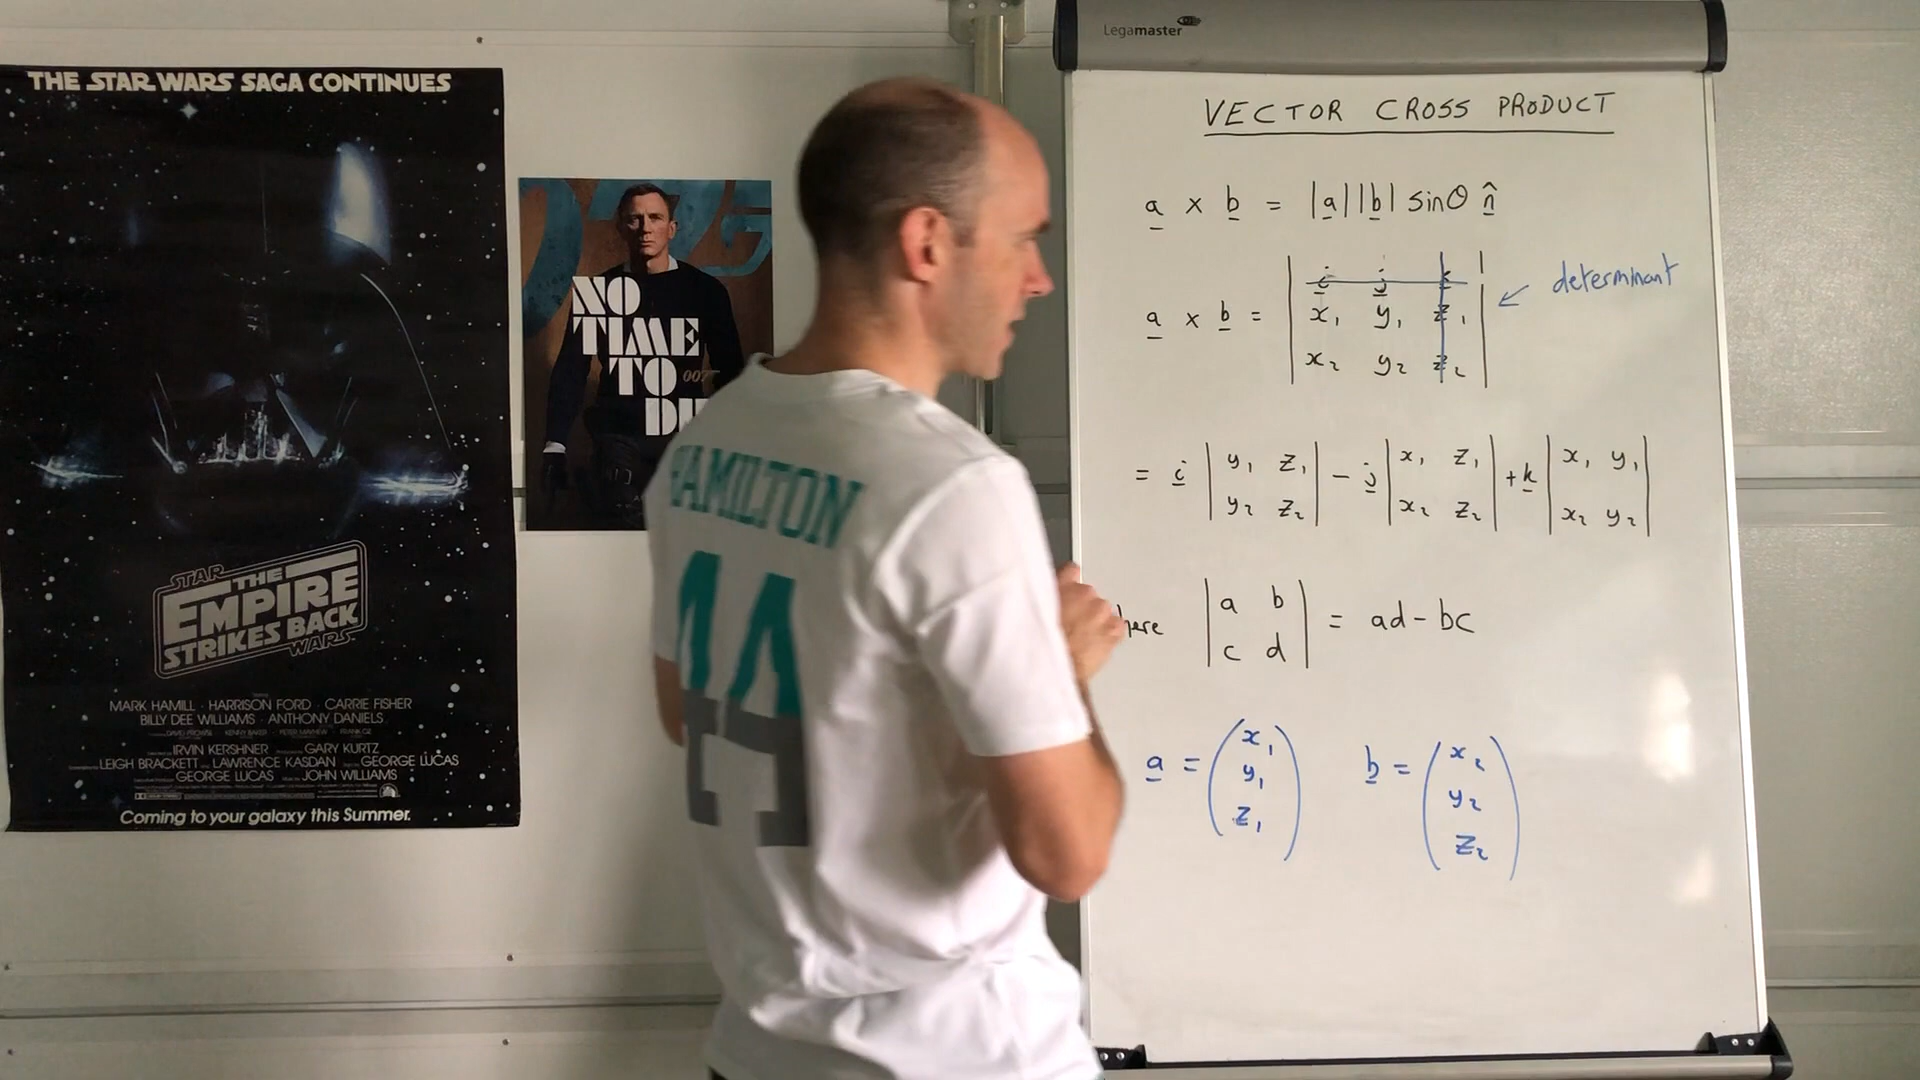 THE STAR WARS SAGA CONTINUES
STAR
THE
EMPIRE
STRIKES BACK
WARS
MARK HAMILL · HARRISON FORD · CARRIE FISHER
BILLY DEE WILLIAMS · ANTHONY DANIELS
IRVIN KERSHNER GARY KURTZ
LEIGH BRACKETT LAWRENCE KASDAN GEORGE LUCAS
GEORGE LUCAS JOHN WILLIAMS
Coming to your galaxy this Summer.
NO
TIME
TO 007
DI
HAMILTON
44
Legamaster
VECTOR CROSS PRODUCT
a × b = |a||b| sinθ n̂
a × b = | i j k | ← determinant
x₁ y₁ z₁
x₂ y₂ z₂
= i | y₁ z₁ | - j | x₁ z₁ | + k | x₁ y₁ |
y₂ z₂ x₂ z₂ x₂ y₂
here | a b | = ad - bc
c d
a = ( x₁ b = ( x₂
y₁ y₂
z₁ ) z₂ )